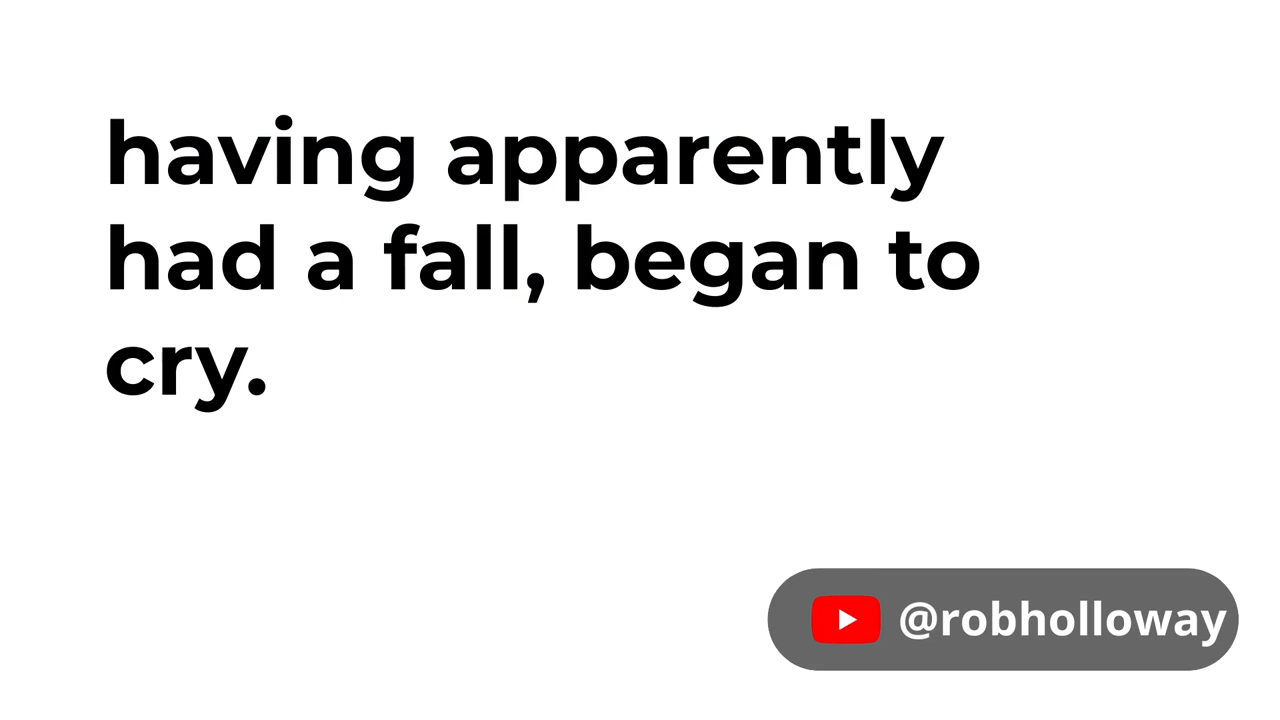 having apparently
had a fall, began to
cry.
@robholloway